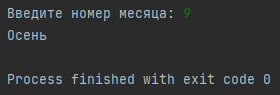 Введите номер месяца: 9
Осень
Process finished with exit code 0